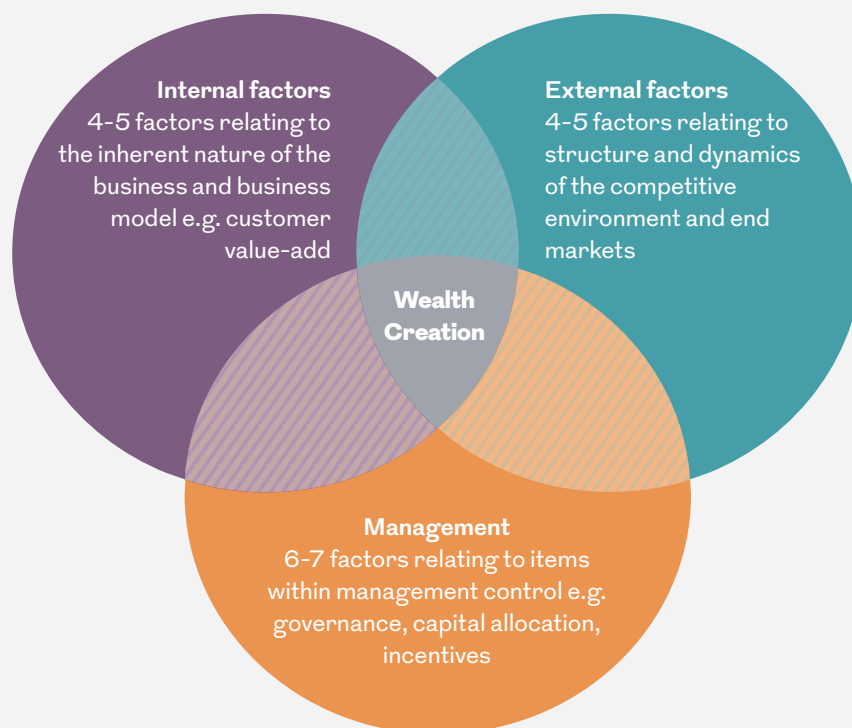 Internal factors
4-5 factors relating to
the inherent nature of the
business and business
model e.g. customer
value-add
External factors
4-5 factors relating to
structure and dynamics
of the competitive
environment and end
markets
Wealth
Creation
Management
6-7 factors relating to items
within management control e.g.
governance, capital allocation,
incentives